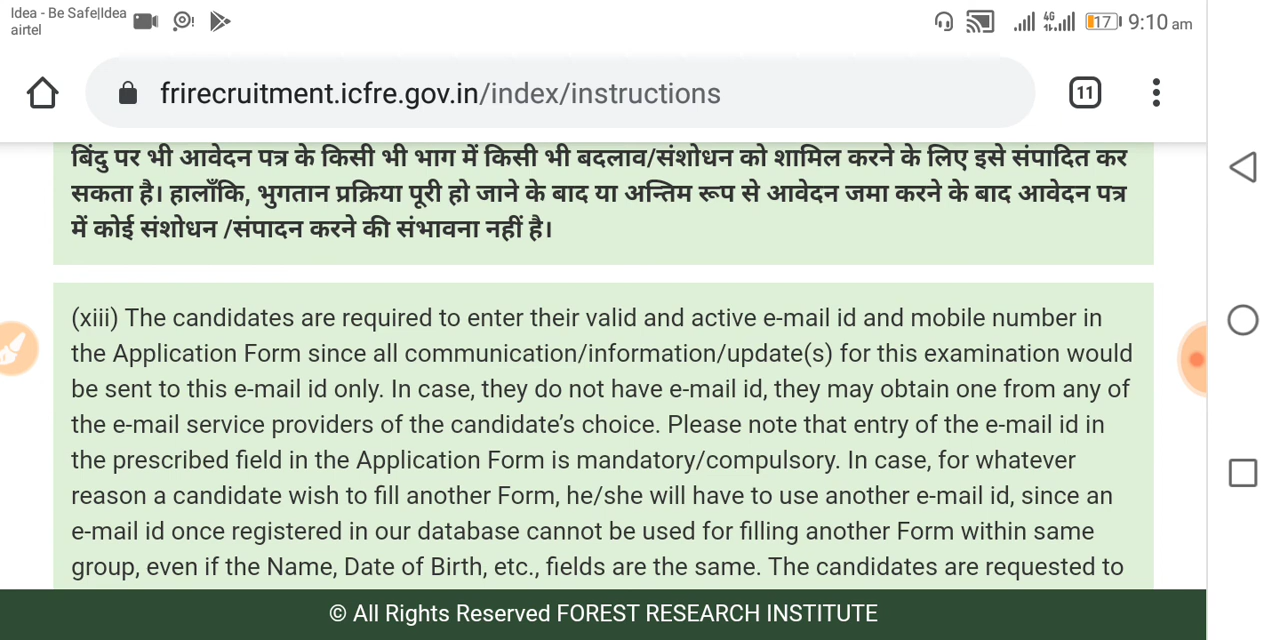 Idea - Be Safe|Idea
airtel
4G
17
9:10 am
frirecruitment.icfre.gov.in/index/instructions
11
बिंदु पर भी आवेदन पत्र के किसी भी भाग में किसी भी बदलाव/संशोधन को शामिल करने के लिए इसे संपादित कर
सकता है। हालाँकि, भुगतान प्रक्रिया पूरी हो जाने के बाद या अन्तिम रूप से आवेदन जमा करने के बाद आवेदन पत्र
में कोई संशोधन /संपादन करने की संभावना नहीं है।
(xiii) The candidates are required to enter their valid and active e-mail id and mobile number in
the Application Form since all communication/information/update(s) for this examination would
be sent to this e-mail id only. In case, they do not have e-mail id, they may obtain one from any of
the e-mail service providers of the candidate’s choice. Please note that entry of the e-mail id in
the prescribed field in the Application Form is mandatory/compulsory. In case, for whatever
reason a candidate wish to fill another Form, he/she will have to use another e-mail id, since an
e-mail id once registered in our database cannot be used for filling another Form within same
group, even if the Name, Date of Birth, etc., fields are the same. The candidates are requested to
© All Rights Reserved FOREST RESEARCH INSTITUTE